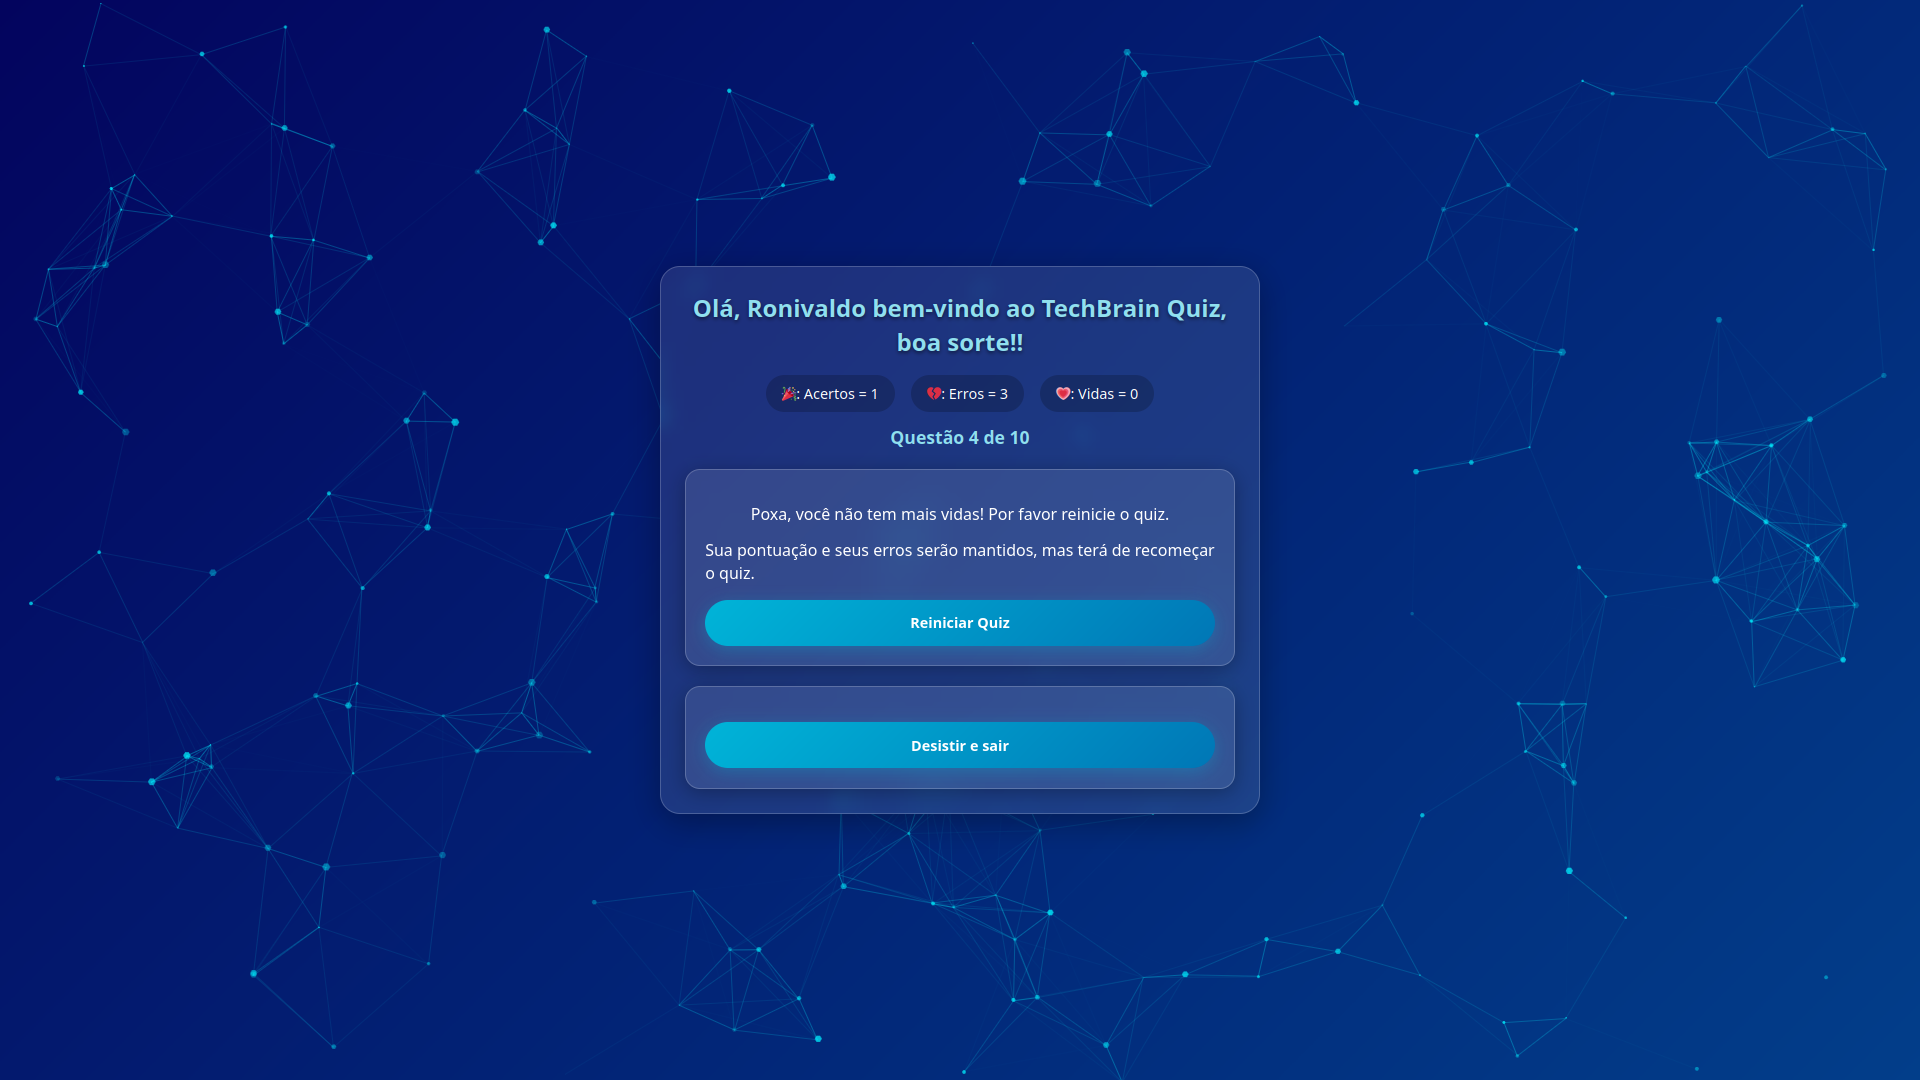 Olá, Ronivaldo bem-vindo ao TechBrain Quiz,
boa sorte!!
🎉: Acertos = 1
💔: Erros = 3
💗: Vidas = 0
Questão 4 de 10
Poxa, você não tem mais vidas! Por favor reinicie o quiz.
Sua pontuação e seus erros serão mantidos, mas terá de recomeçar
o quiz.
Reiniciar Quiz
Desistir e sair